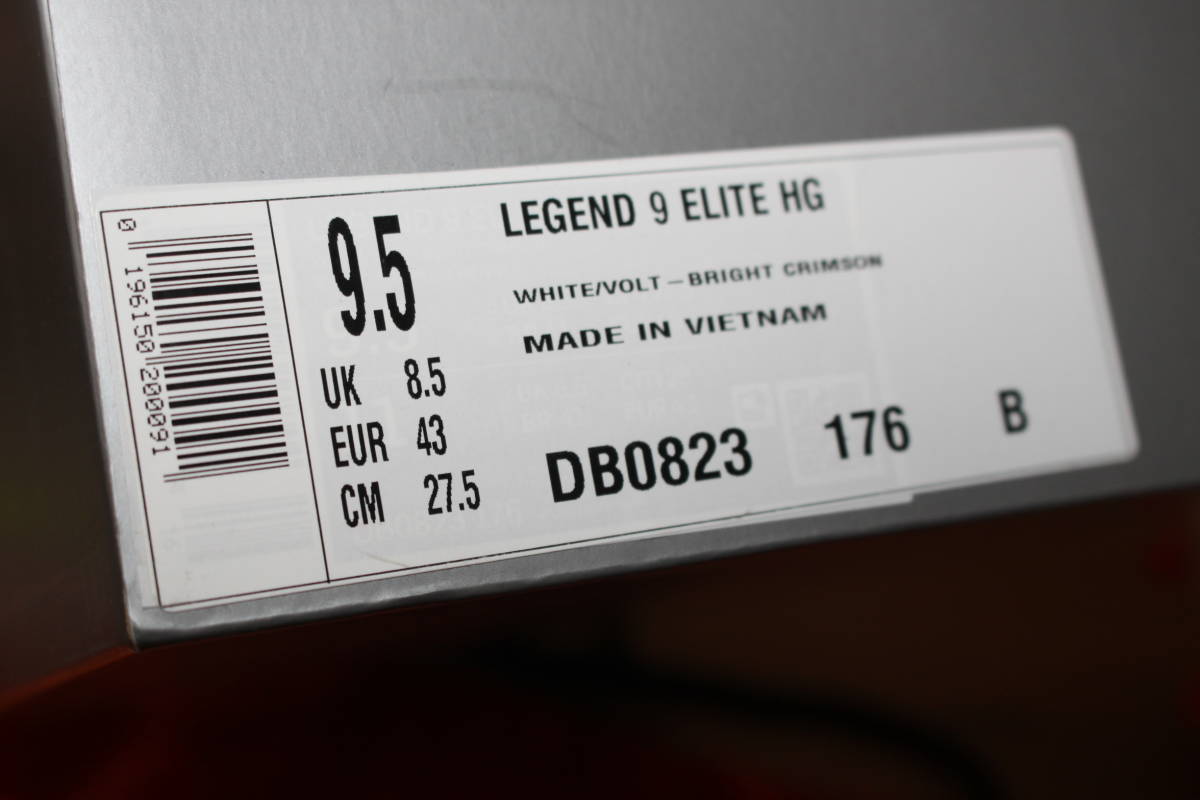 0 196150 200091
9.5
UK 8.5
EUR 43
CM 27.5
LEGEND 9 ELITE HG
WHITE/VOLT-BRIGHT CRIMSON
MADE IN VIETNAM
DB0823 176 B